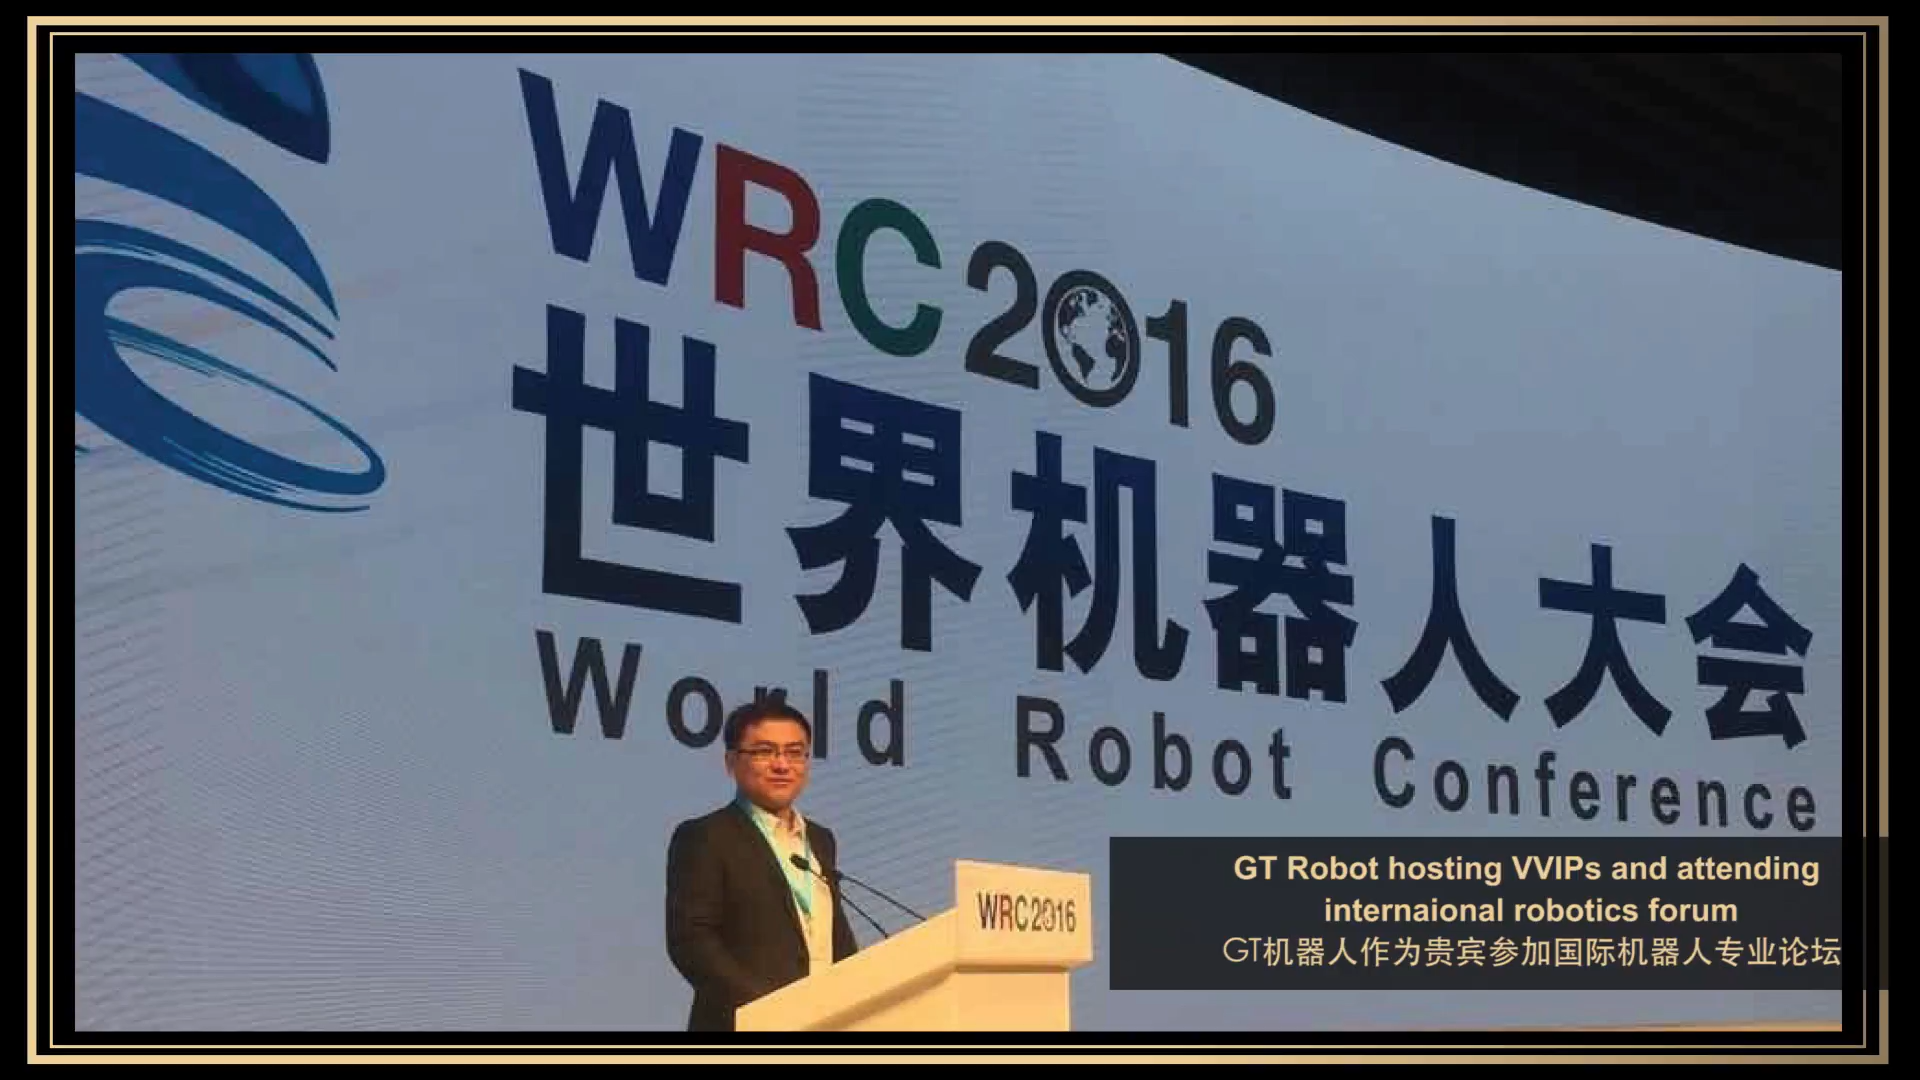 WRC2016
世界机器人大会
World Robot Conference
WRC2016
GT Robot hosting VVIPs and attending
internaional robotics forum
GT机器人作为贵宾参加国际机器人专业论坛